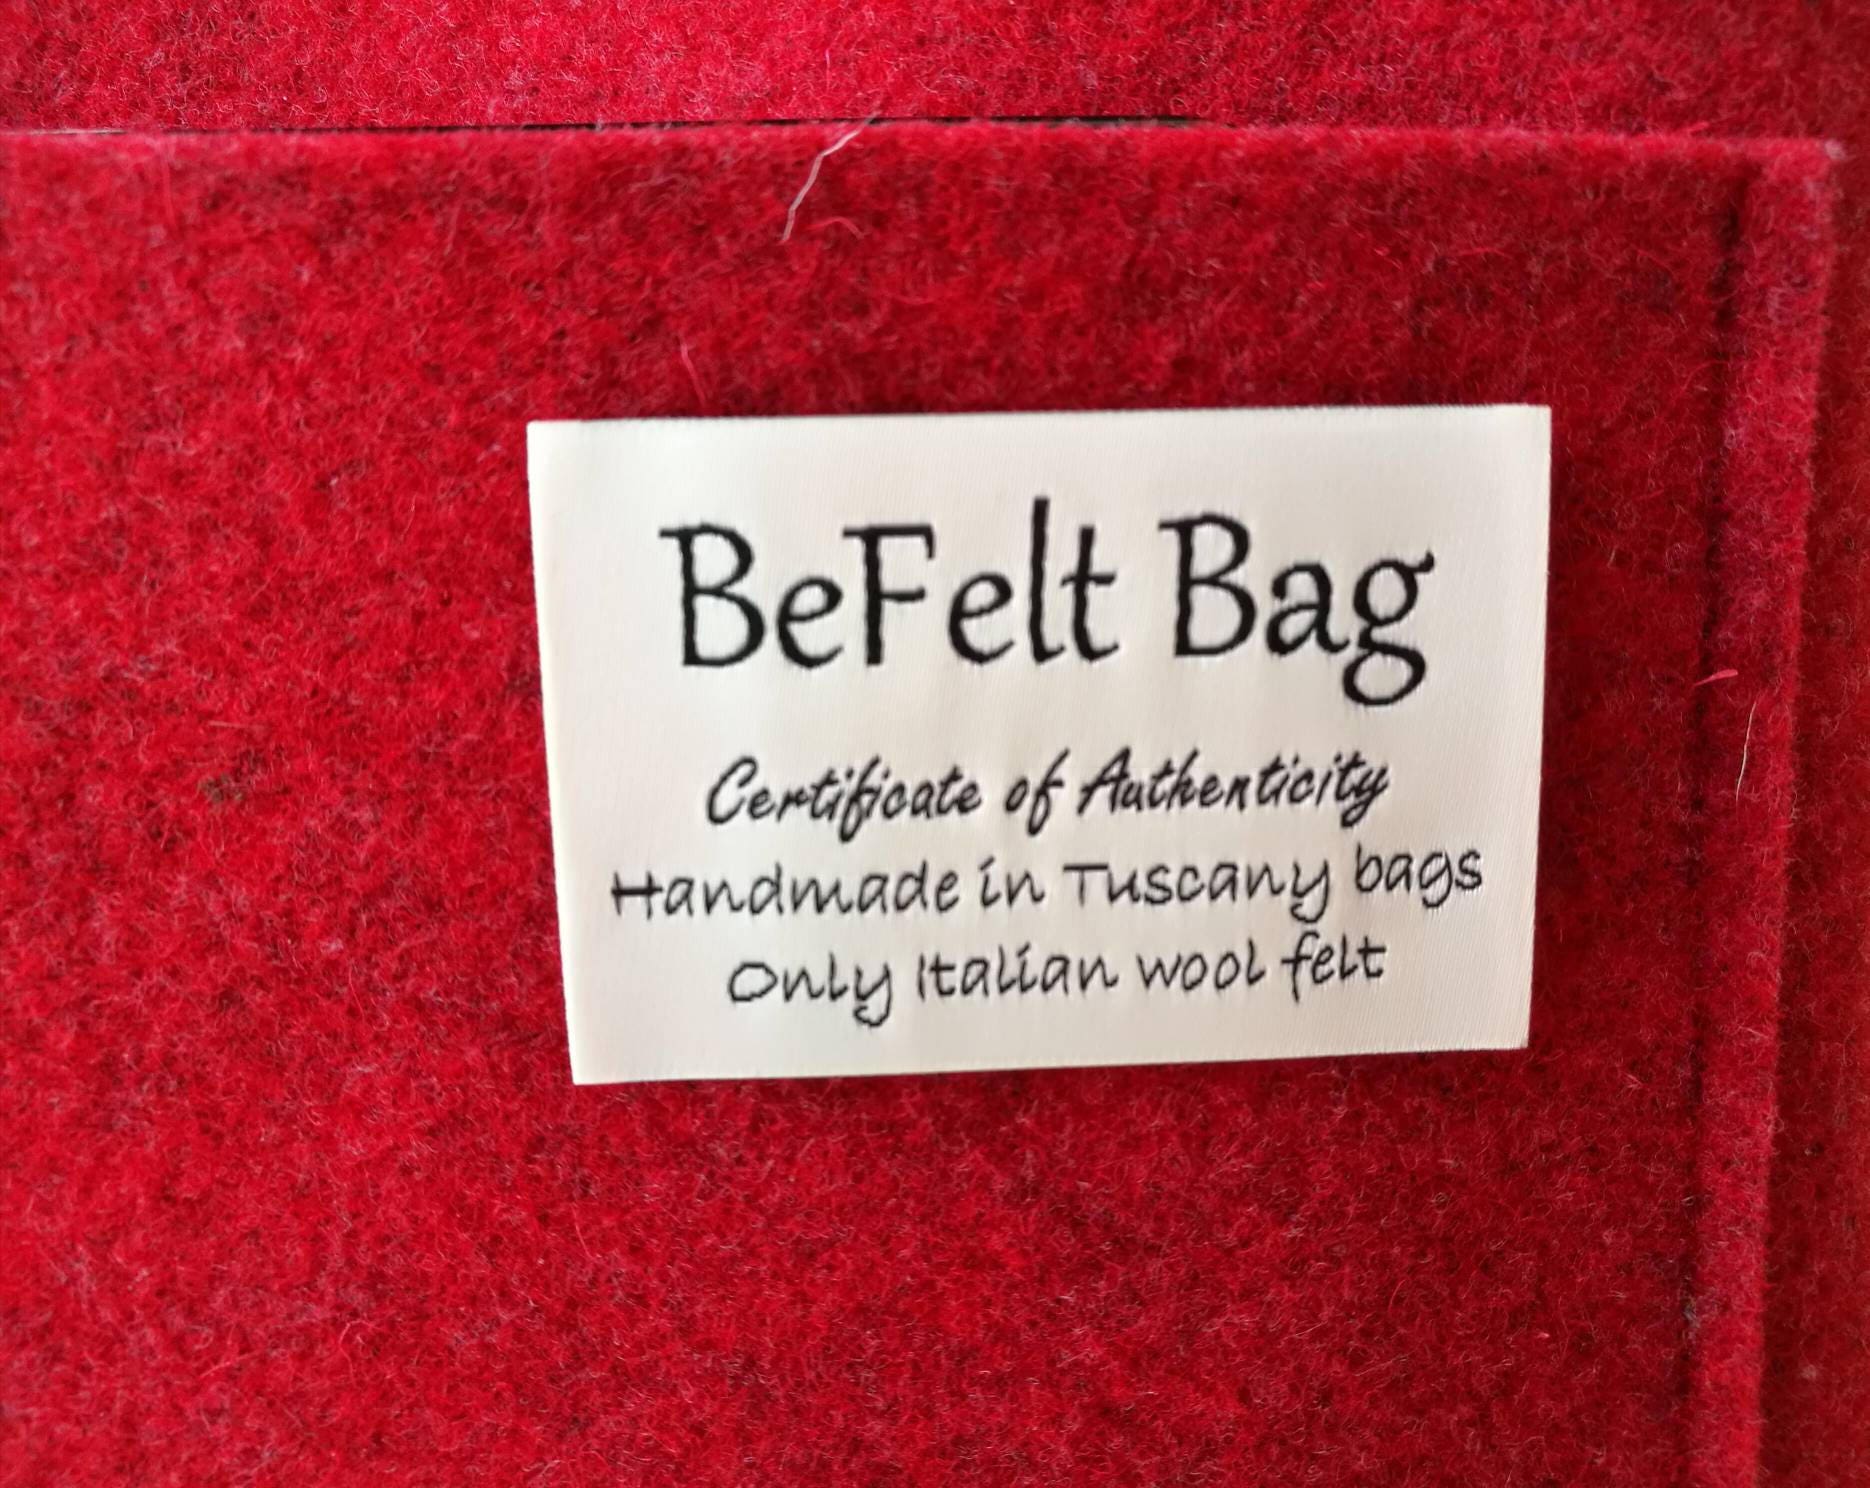 BeFelt Bag
Certificate of Authenticity
Handmade in Tuscany bags
Only Italian wool felt